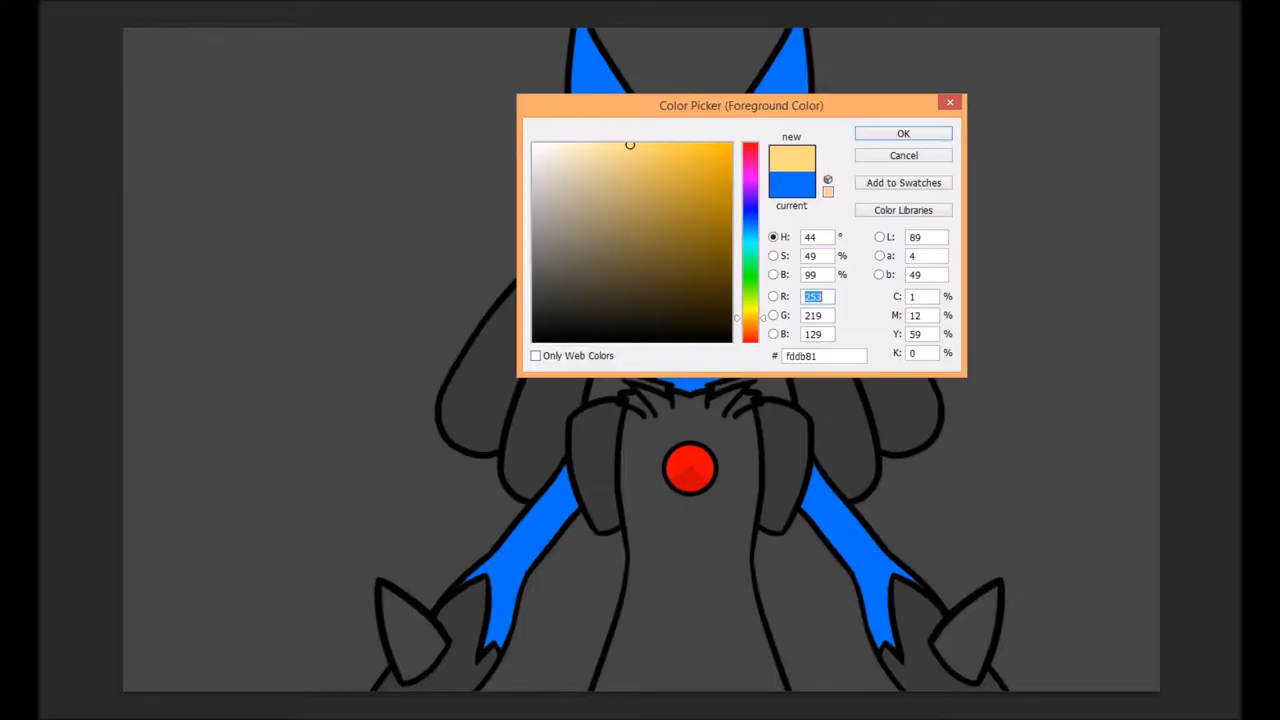 Color Picker (Foreground Color)
new
OK
Cancel
current
Add to Swatches
Color Libraries
H: 44 ° L: 89
S: 49 % a: 4
B: 99 % b: 49
R: 253 C: 1 %
G: 219 M: 12 %
B: 129 Y: 59 %
Only Web Colors # fddb81 K: 0 %